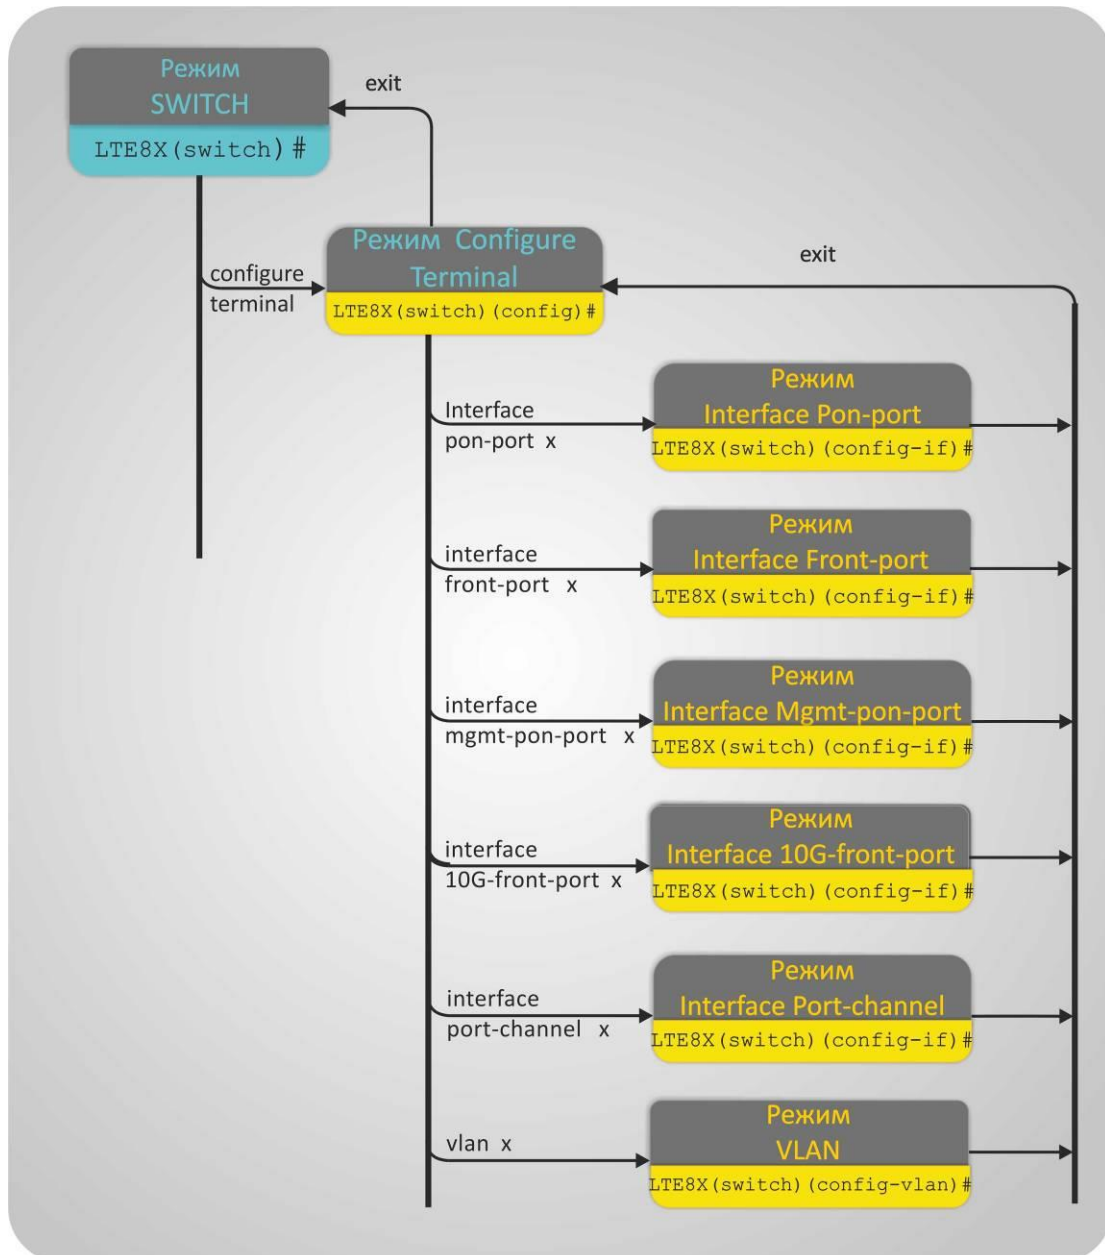 Режим
SWITCH
LTE8X(switch)#
exit
configure
terminal
Режим Configure
Terminal
LTE8X(switch)(config)#
exit
Interface
pon-port x
Режим
Interface Pon-port
LTE8X(switch)(config-if)#
interface
front-port x
Режим
Interface Front-port
LTE8X(switch)(config-if)#
interface
mgmt-pon-port x
Режим
Interface Mgmt-pon-port
LTE8X(switch)(config-if)#
interface
10G-front-port x
Режим
Interface 10G-front-port
LTE8X(switch)(config-if)#
interface
port-channel x
Режим
Interface Port-channel
LTE8X(switch)(config-if)#
vlan x
Режим
VLAN
LTE8X(switch)(config-vlan)#